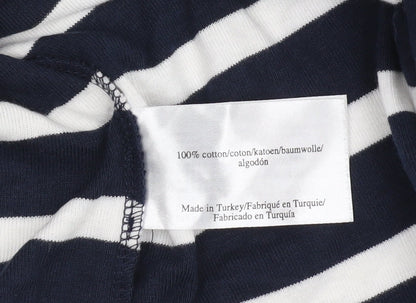 100% cotton/coton/katoen/baumwolle/
algodón
Made in Turkey/Fabriqué en Turquie/
Fabricado en Turquía